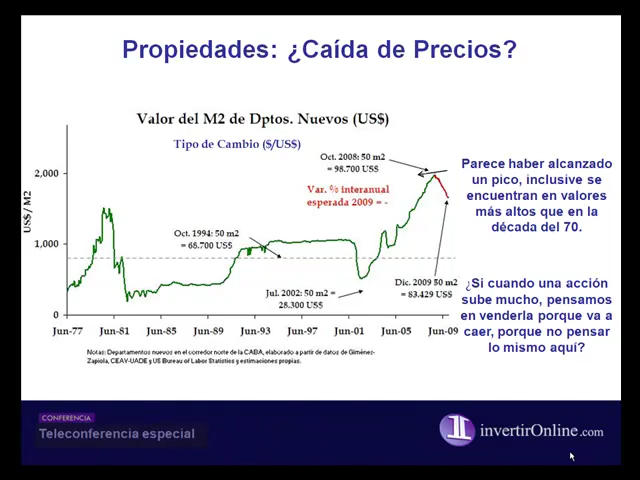 Propiedades: ¿Caída de Precios?
Valor del M2 de Dptos. Nuevos (US$)
Tipo de Cambio ($/US$)
US$ / M2
2,000
1,000
0
Jun-77
Jun-81
Jun-85
Jun-89
Jun-93
Jun-97
Jun-01
Jun-05
Jun-09
Oct. 2008: 50 m2
= 98.700 US$
Var. % interanual
esperada 2009 = -
Oct. 1994: 50 m2
= 68.700 US$
Jul. 2002: 50 m2 =
28.300 US$
Dic. 2009 50 m2
= 83.429 US$
Notas: Departamentos nuevos en el corredor norte de la CABA, elaborado a partir de datos de Giménez-
Zapiola, CEAV-UADE y US Bureau of Labor Statistics y estimaciones propias.
Parece haber alcanzado
un pico, inclusive se
encuentran en valores
más altos que en la
década del 70.
¿Si cuando una acción
sube mucho, pensamos
en venderla porque va a
caer, porque no pensar
lo mismo aquí?
CONFERENCIA
Teleconferencia especial
invertirOnline.com